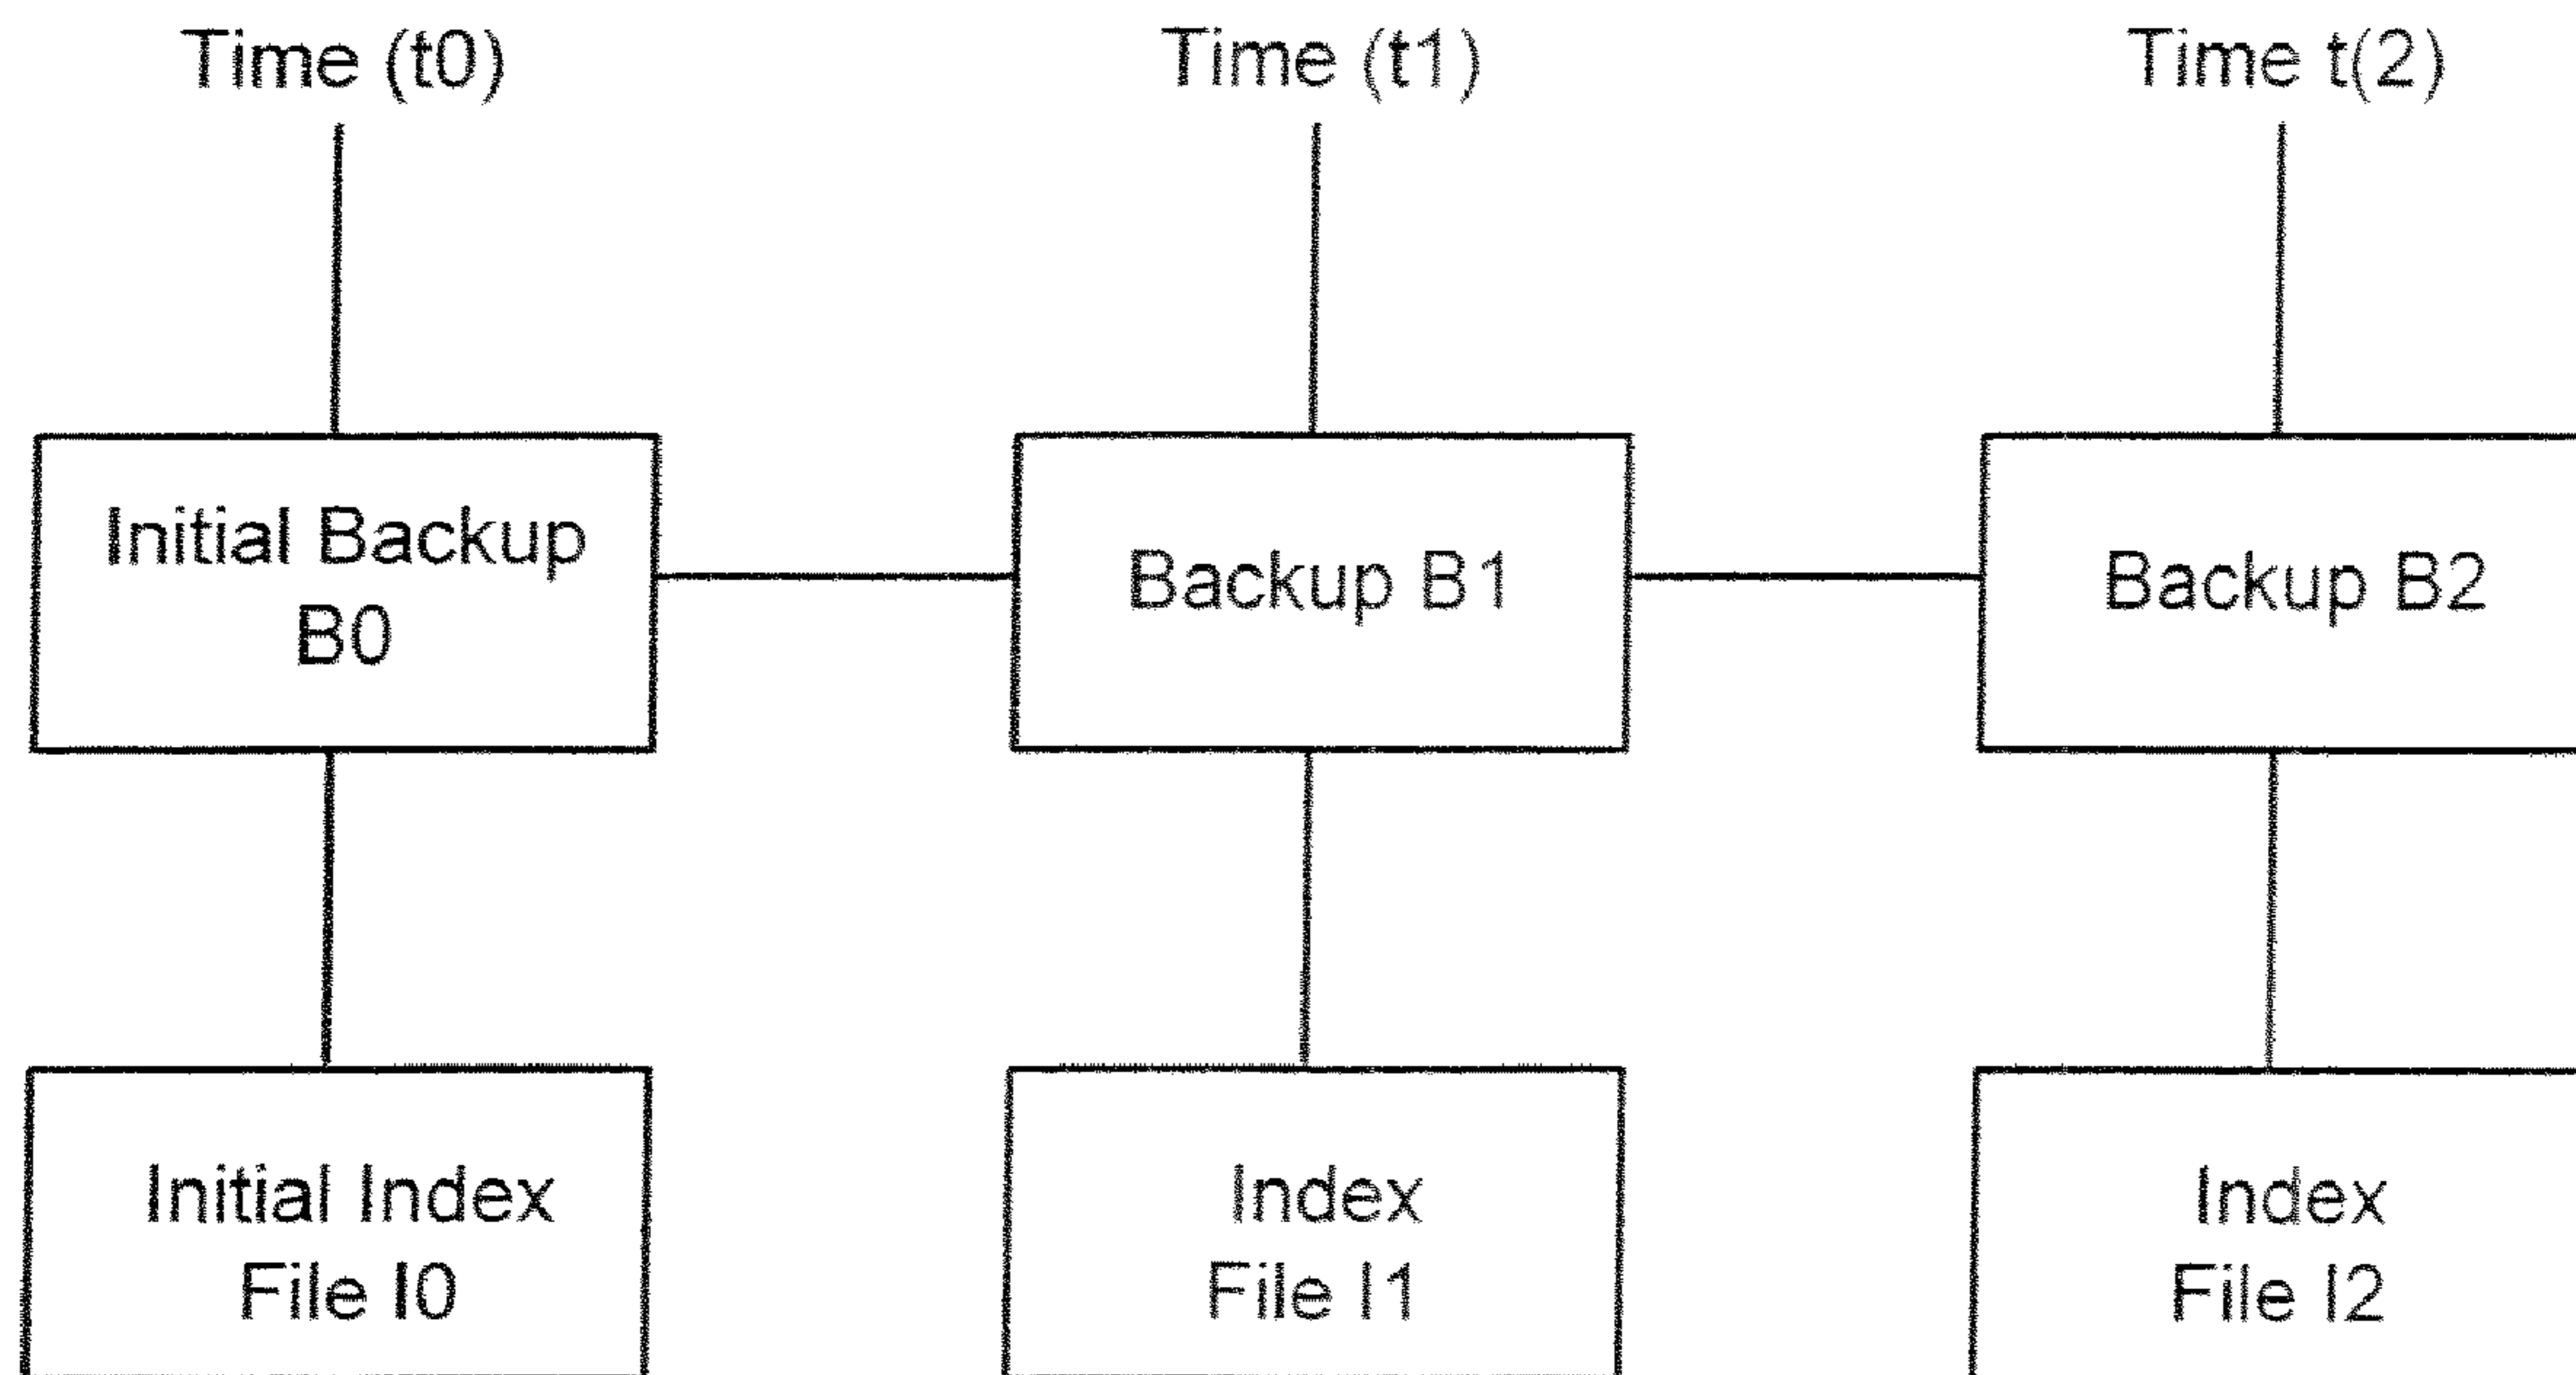 Time (t0)
Time (t1)
Time t(2)
Initial Backup
B0
Backup B1
Backup B2
Initial Index
File I0
Index
File I1
Index
File I2